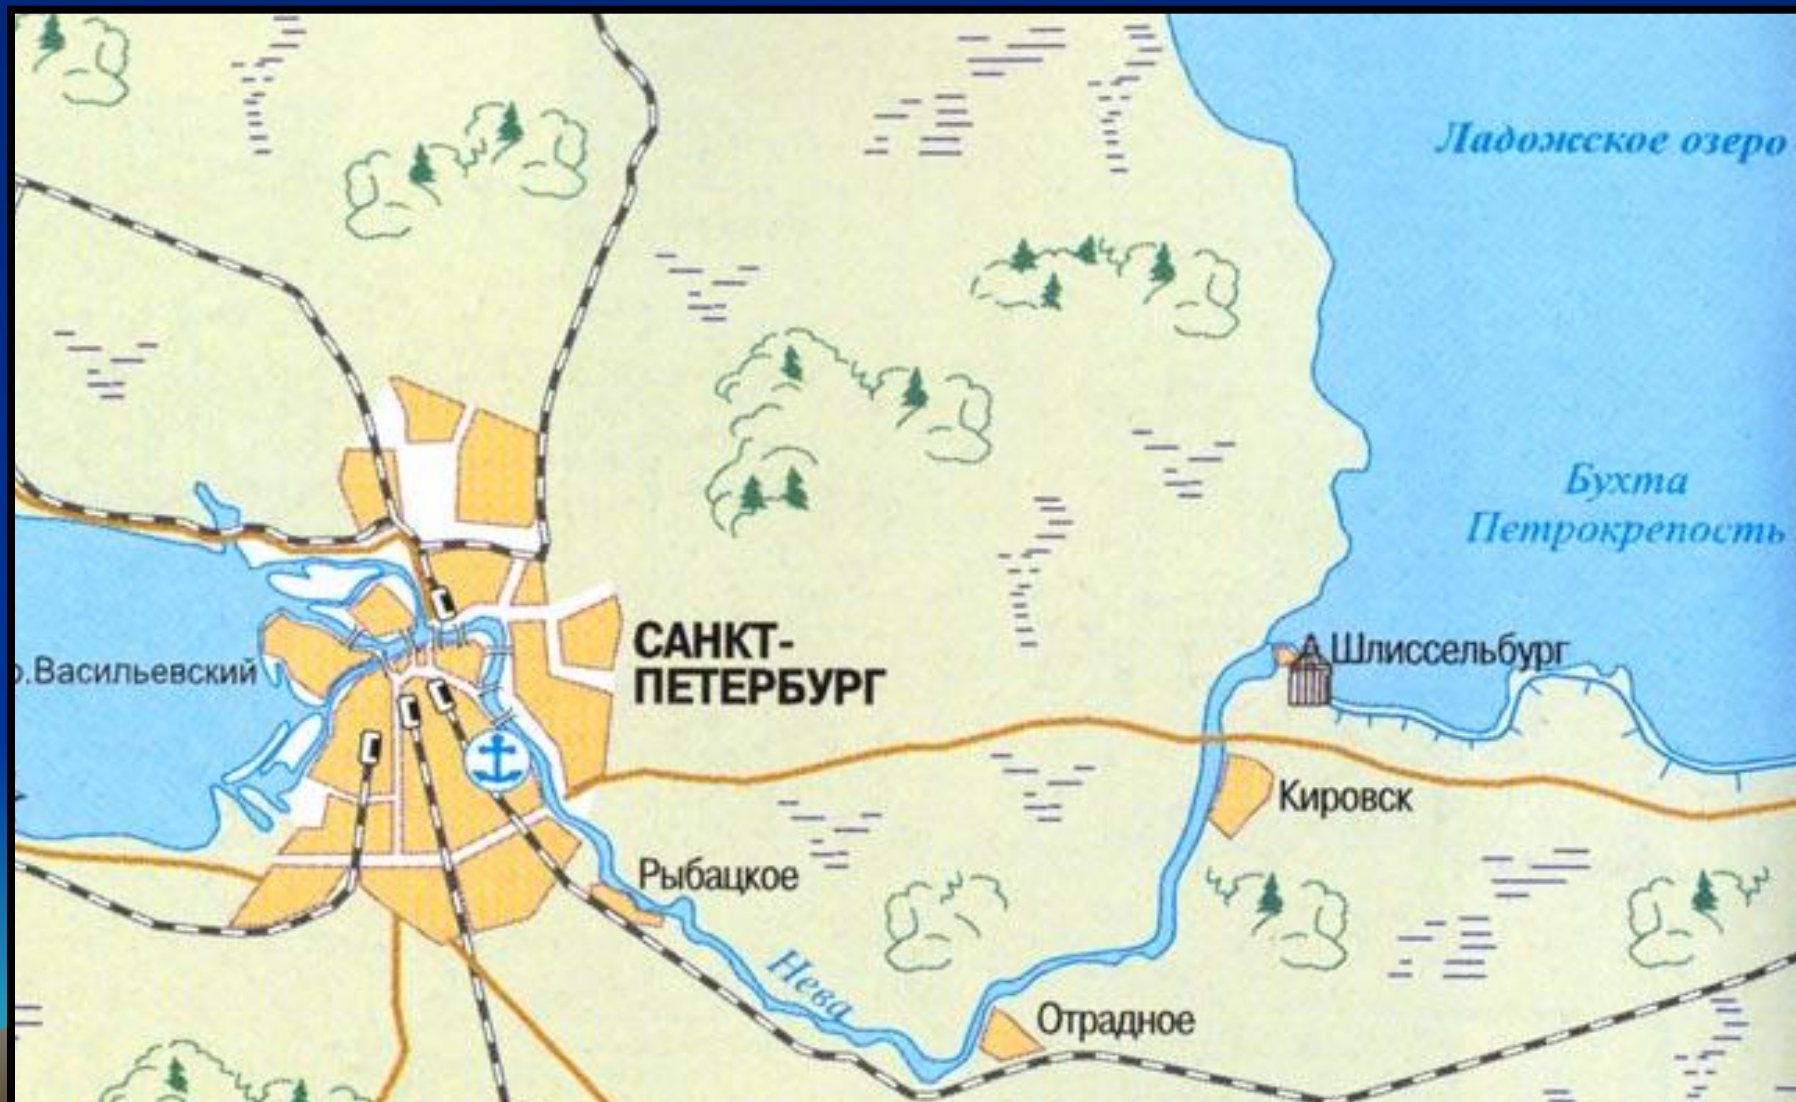 Ладожское озеро
Бухта
Петрокрепость
САНКТ-
ПЕТЕРБУРГ
о.Васильевский
Шлиссельбург
Кировск
Рыбацкое
Нева
Отрадное